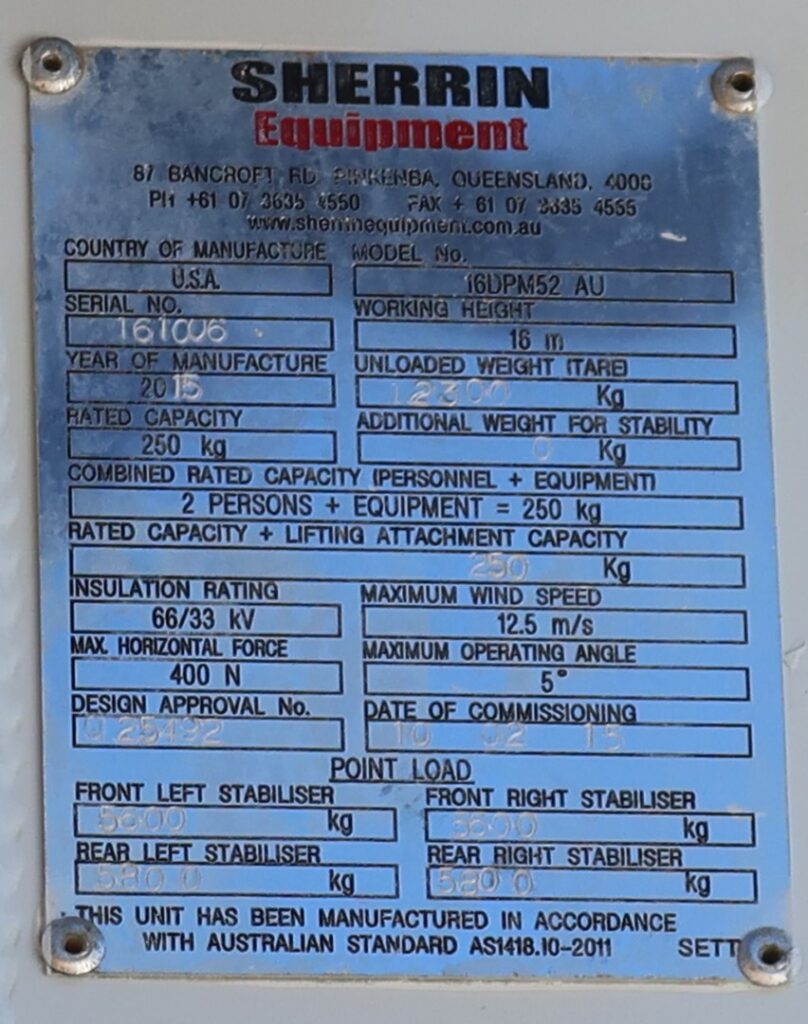 SHERRIN
Equipment
87 BANCROFT RD, PINKENBA, QUEENSLAND, 4008
PH +61 07 3635 4550 FAX + 61 07 3635 4555
www.sherrinequipment.com.au
COUNTRY OF MANUFACTURE MODEL No.
U.S.A. 16DPM52 AU
SERIAL NO. WORKING HEIGHT
161006 16 m
YEAR OF MANUFACTURE UNLOADED WEIGHT (TARE)
2015 12300 Kg
RATED CAPACITY ADDITIONAL WEIGHT FOR STABILITY
250 kg 0 Kg
COMBINED RATED CAPACITY (PERSONNEL + EQUIPMENT)
2 PERSONS + EQUIPMENT = 250 kg
RATED CAPACITY + LIFTING ATTACHMENT CAPACITY
250 Kg
INSULATION RATING MAXIMUM WIND SPEED
66/33 kV 12.5 m/s
MAX. HORIZONTAL FORCE MAXIMUM OPERATING ANGLE
400 N 5°
DESIGN APPROVAL No. DATE OF COMMISSIONING
025492 10 02 15
POINT LOAD
FRONT LEFT STABILISER FRONT RIGHT STABILISER
5600 kg 5600 kg
REAR LEFT STABILISER REAR RIGHT STABILISER
5800 kg 5800 kg
THIS UNIT HAS BEEN MANUFACTURED IN ACCORDANCE
WITH AUSTRALIAN STANDARD AS1418.10-2011 SETT